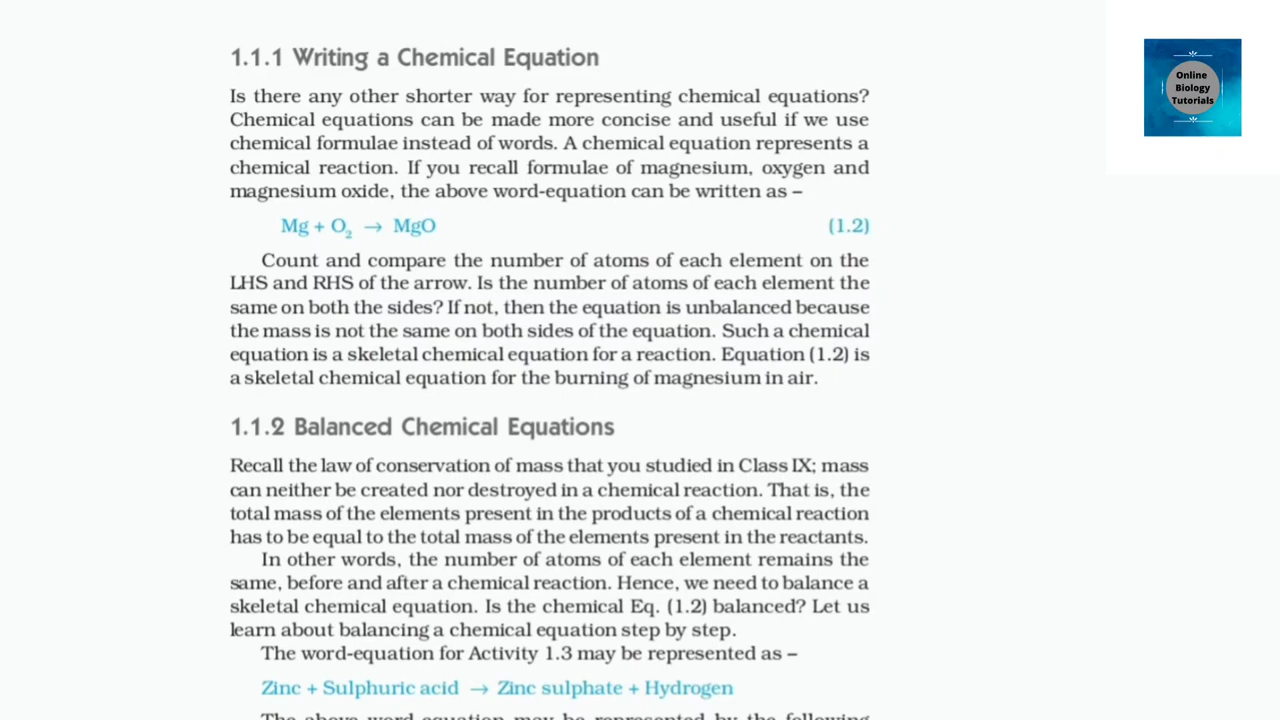 1.1.1 Writing a Chemical Equation
Is there any other shorter way for representing chemical equations?
Chemical equations can be made more concise and useful if we use
chemical formulae instead of words. A chemical equation represents a
chemical reaction. If you recall formulae of magnesium, oxygen and
magnesium oxide, the above word-equation can be written as –
Mg + O₂ → MgO (1.2)
Count and compare the number of atoms of each element on the
LHS and RHS of the arrow. Is the number of atoms of each element the
same on both the sides? If not, then the equation is unbalanced because
the mass is not the same on both sides of the equation. Such a chemical
equation is a skeletal chemical equation for a reaction. Equation (1.2) is
a skeletal chemical equation for the burning of magnesium in air.
1.1.2 Balanced Chemical Equations
Recall the law of conservation of mass that you studied in Class IX; mass
can neither be created nor destroyed in a chemical reaction. That is, the
total mass of the elements present in the products of a chemical reaction
has to be equal to the total mass of the elements present in the reactants.
In other words, the number of atoms of each element remains the
same, before and after a chemical reaction. Hence, we need to balance a
skeletal chemical equation. Is the chemical Eq. (1.2) balanced? Let us
learn about balancing a chemical equation step by step.
The word-equation for Activity 1.3 may be represented as –
Zinc + Sulphuric acid → Zinc sulphate + Hydrogen
The above word equation may be represented by the following
Online
Biology
Tutorials